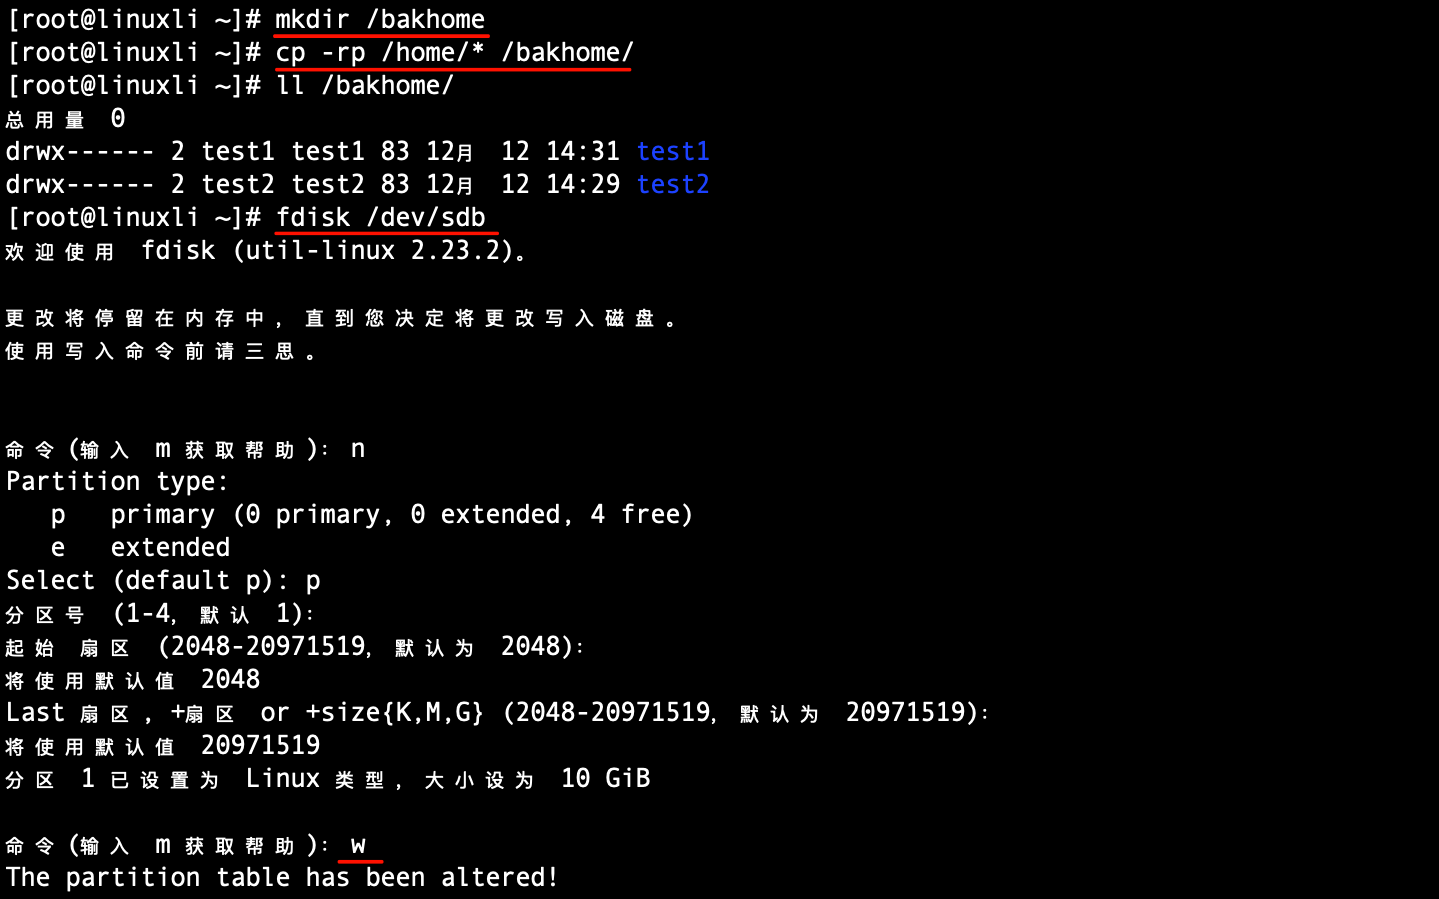 [root@linuxli ~]# mkdir /bakhome
[root@linuxli ~]# cp -rp /home/* /bakhome/
[root@linuxli ~]# ll /bakhome/
总用量 0
drwx------ 2 test1 test1 83 12月 12 14:31 test1
drwx------ 2 test2 test2 83 12月 12 14:29 test2
[root@linuxli ~]# fdisk /dev/sdb
欢迎使用 fdisk (util-linux 2.23.2)。
更改将停留在内存中，直到您决定将更改写入磁盘。
使用写入命令前请三思。
命令(输入 m 获取帮助)：n
Partition type:
   p   primary (0 primary, 0 extended, 4 free)
   e   extended
Select (default p): p
分区号 (1-4，默认 1)：
起始 扇区 (2048-20971519，默认为 2048)：
将使用默认值 2048
Last 扇区, +扇区 or +size{K,M,G} (2048-20971519，默认为 20971519)：
将使用默认值 20971519
分区 1 已设置为 Linux 类型，大小设为 10 GiB
命令(输入 m 获取帮助)：w
The partition table has been altered!